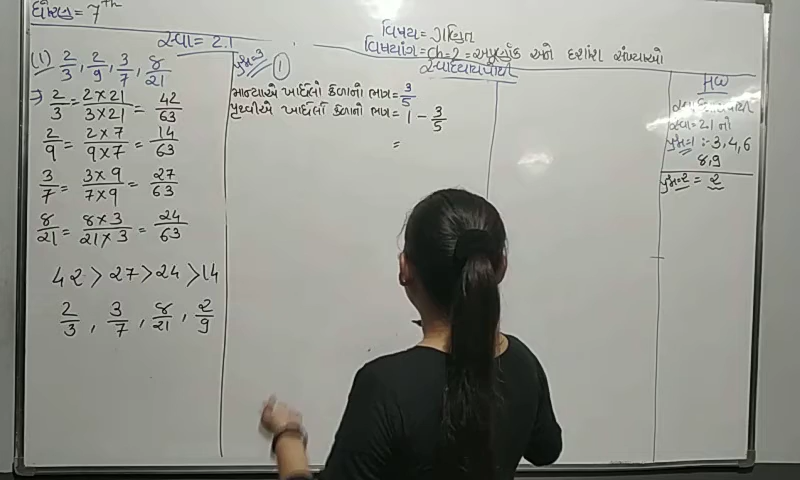 ધોરણ = 7th
વિષય = ગણિત
વિષયાંગ = ch = 2 = અપૂર્ણાંક અને દશાંશ સંખ્યાઓ
સ્વાધ્યાયપોથી
સ્વા = 2.1
(1) 2/3, 2/9, 3/7, 8/21
→ 2/3 = 2×21/3×21 = 42/63
2/9 = 2×7/9×7 = 14/63
3/7 = 3×9/7×9 = 27/63
8/21 = 8×3/21×3 = 24/63
42 > 27 > 24 > 14
2/3, 3/7, 8/21, 2/9
પ્રશ્ન=3 (1)
માન્યાએ ખાધેલો કેળાનો ભાગ = 3/5
પૃથ્વીએ ખાધેલો કેળાનો ભાગ = 1 - 3/5
=
HW
સ્વા = 2.1 નો
પ્રશ્ન=1 :- 3, 4, 6
8, 9
પ્રશ્ન=2 = 2